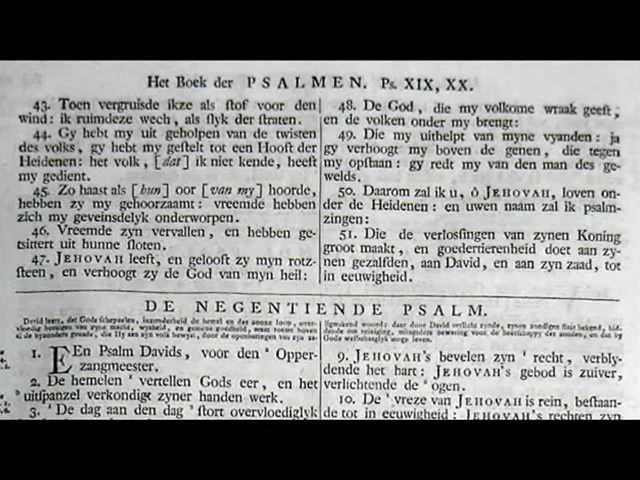 Het Boek der PSALMEN. Ps. XIX, XX.
43. Toen vergruisde ikze als ſtof voor den
wind: ik ruimdeze wech, als ſlyk der ſtraten.
44. Gy hebt my uit geholpen van de twisten
des volks, gy hebt my geſtelt tot een Hooft der
Heidenen: het volk, [dat] ik niet kende, heeft
my gedient.
45. Zo haast als [hun] oor [van my] hoorde,
hebben zy my gehoorzaamt: vreemde hebben
zich my geveinsdelyk onderworpen.
46. Vreemde zyn vervallen, en hebben ge-
tsittert uit hunne ſloten.
47. JEHOVAH leeft, en gelooft zy myn rotz-
ſteen, en verhoogt zy de God van myn heil:
48. De God, die my volkome wraak geeft,
en de volken onder my brengt:
49. Die my uithelpt van myne vyanden: ja
gy verhoogt my boven de genen, die tegen
my opſtaan: gy redt my van den man des ge-
welds.
50. Daarom zal ik u, ô JEHOVAH, loven on-
der de Heidenen: en uwen naam zal ik psalm-
zingen:
51. Die de verlosſingen van zynen Koning
groot maakt, en goedertierenheid doet aan zy-
nen gezalfden, aan David, en aan zyn zaad, tot
in eeuwigheid.
DE NEGENTIENDE PSALM.
1. EEn Psalm Davids, voor den ' Opper-
zangmeester.
2. De hemelen ' vertellen Gods eer, en het
' uitſpanzel verkondigt zyner handen werk.
3. ' De dag aan den dag ' ſtort overvloediglyk
9. JEHOVAH's bevelen zyn ' recht, verbly-
dende het hart: JEHOVAH's gebod is zuiver,
verlichtende de ' ogen.
10. De ' vreze van JEHOVAH is rein, beſtaan-
de tot in eeuwigheid: JEHOVAH's rechten zyn